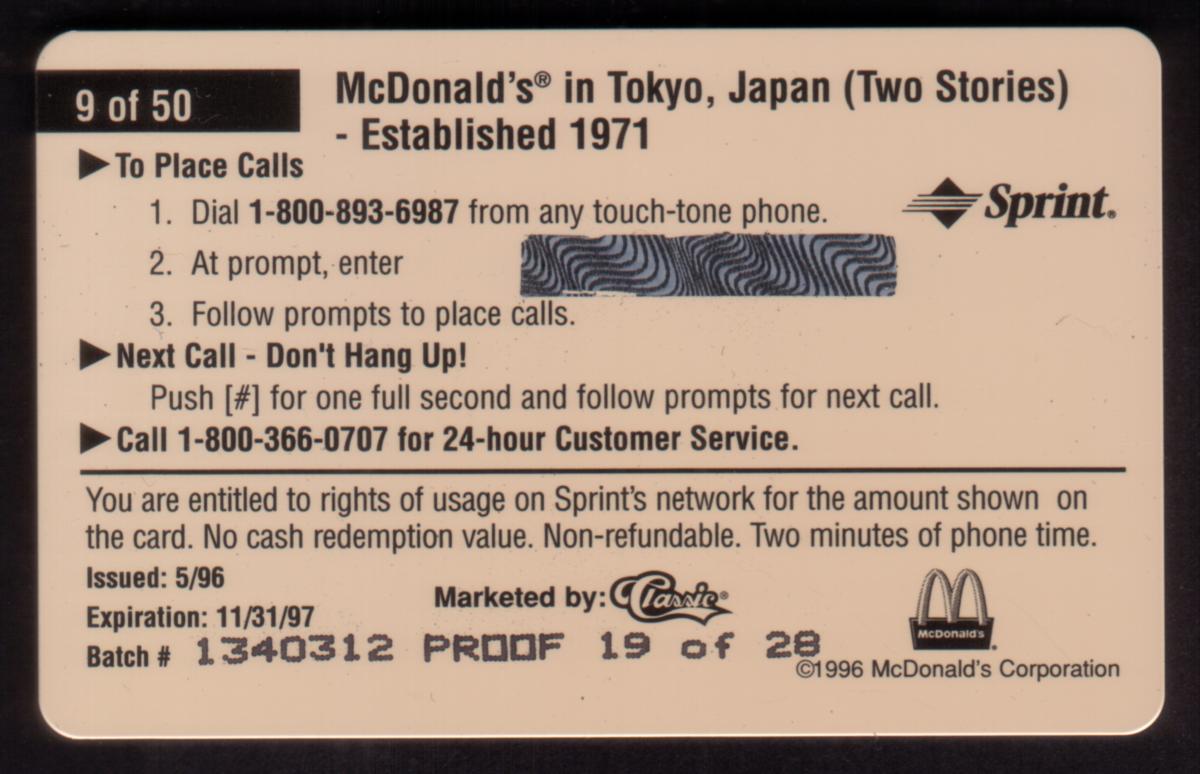 9 of 50
McDonald's® in Tokyo, Japan (Two Stories)
- Established 1971
▶To Place Calls
1. Dial 1-800-893-6987 from any touch-tone phone.
Sprint®
2. At prompt, enter
3. Follow prompts to place calls.
▶Next Call - Don't Hang Up!
Push [#] for one full second and follow prompts for next call.
▶Call 1-800-366-0707 for 24-hour Customer Service.
You are entitled to rights of usage on Sprint's network for the amount shown on
the card. No cash redemption value. Non-refundable. Two minutes of phone time.
Issued: 5/96
Expiration: 11/31/97
Marketed by: Classic®
McDonald's®
Batch # 1340312 PROOF 19 of 28
©1996 McDonald's Corporation